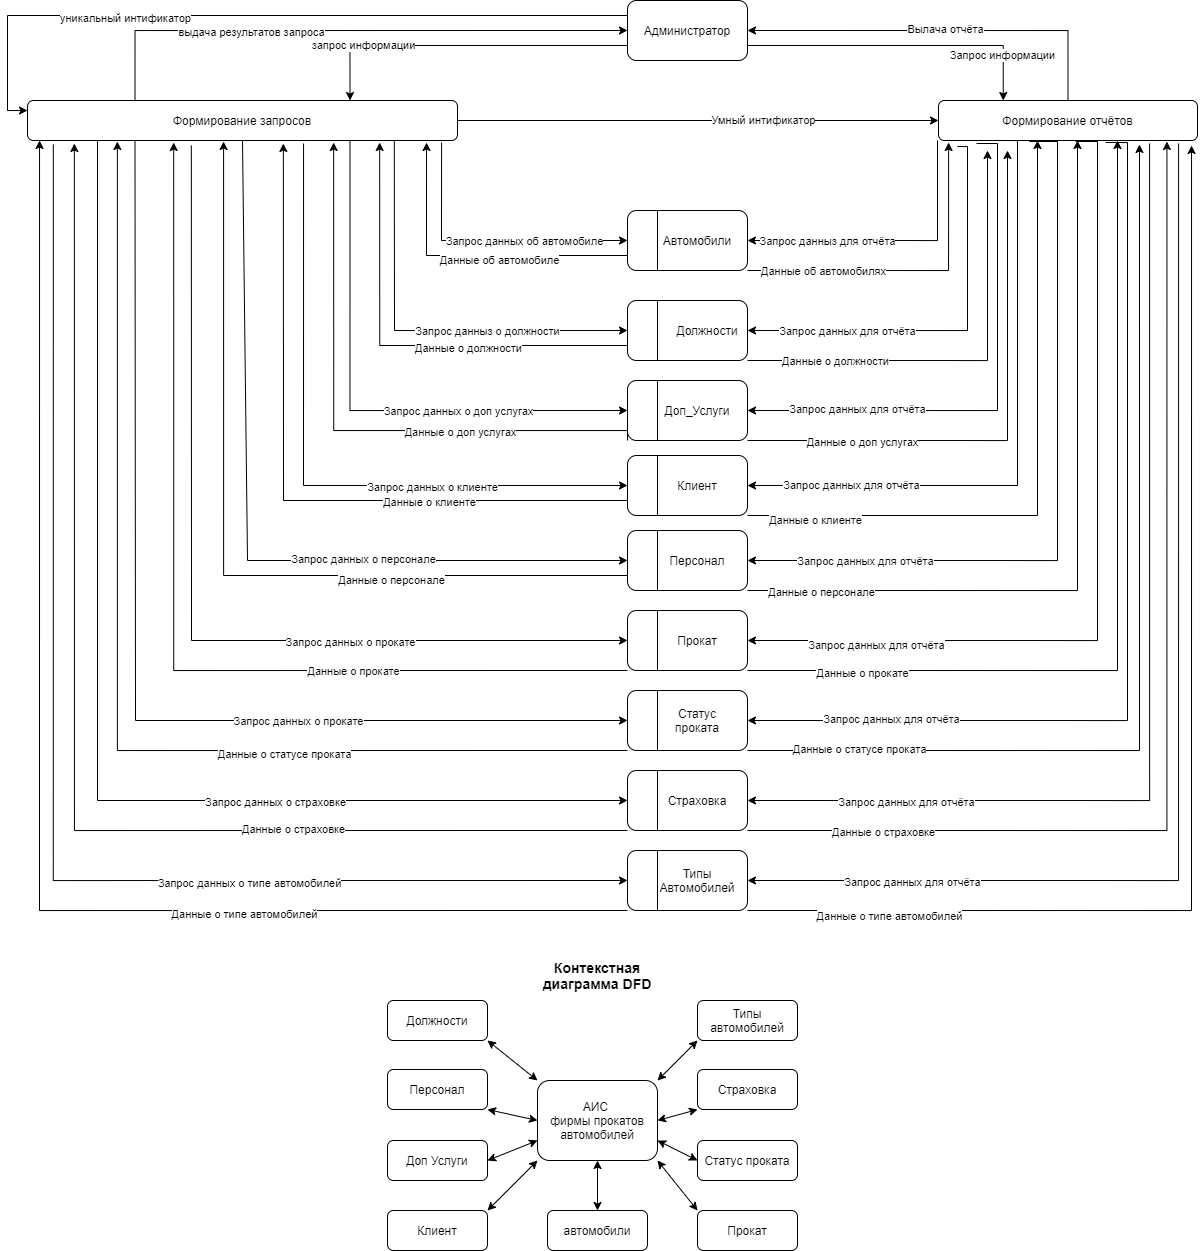 уникальный интификатор
Администратор
Вылача отчёта
выдача результатов запроса
запрос информации
Запрос информации
Формирование запросов
Умный интификатор
Формирование отчётов
Запрос данных об автомобиле
Автомобили
Запрос данныз для отчёта
Данные об автомобиле
Данные об автомобилях
Запрос данныз о должности
Должности
Запрос данных для отчёта
Данные о должности
Данные о должности
Запрос данных о доп услугах
Доп_Услуги
Запрос данных для отчёта
Данные о доп услугах
Данные о доп услугах
Запрос данных о клиенте
Клиент
Запрос данных для отчёта
Данные о клиенте
Данные о клиенте
Запрос данных о персонале
Персонал
Запрос данных для отчёта
Данные о персонале
Данные о персонале
Запрос данных о прокате
Прокат
Запрос данных для отчёта
Данные о прокате
Данные о прокате
Запрос данных о прокате
Статус
проката
Запрос данных для отчёта
Данные о статусе проката
Данные о статусе проката
Запрос данных о страховке
Страховка
Запрос данных для отчёта
Данные о страховке
Данные о страховке
Запрос данных о типе автомобилей
Типы
Автомобилей
Запрос данных для отчёта
Данные о типе автомобилей
Данные о типе автомобилей
Контекстная
диаграмма DFD
Должности
Типы
автомобилей
Персонал
Страховка
АИС
фирмы прокатов
автомобилей
Доп Услуги
Статус проката
Клиент
автомобили
Прокат